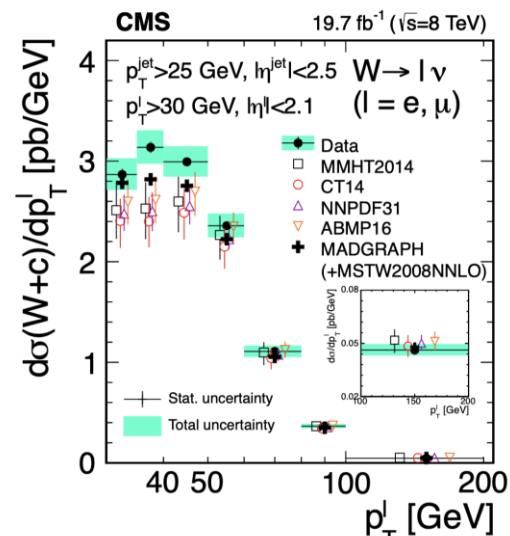 CMS 19.7 fb⁻¹ (√s=8 TeV)
p_T^jet>25 GeV, |η^jet|<2.5 W→ l ν
p_T^l>30 GeV, |η^l|<2.1 (l = e, μ)
Data
MMHT2014
CT14
NNPDF31
ABMP16
MADGRAPH
(+MSTW2008NNLO)
dσ(W+c)/dp_T^l [pb/GeV]
4
3
2
1
0
40 50 100 200
p_T^l [GeV]
Stat. uncertainty
Total uncertainty
dσ/dp_T^l [pb/GeV]
0.08
0.05
0.02
100 150 200
p_T^l [GeV]